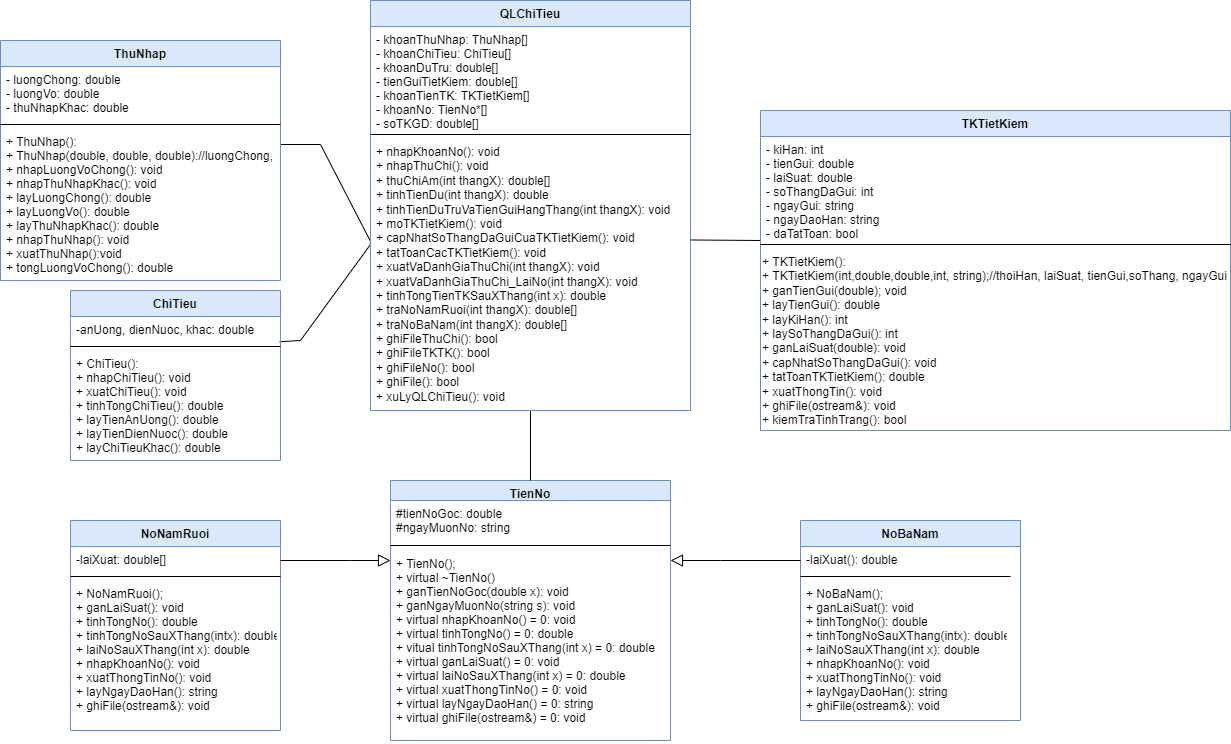 QLChiTieu
- khoanThuNhap: ThuNhap[]
- khoanChiTieu: ChiTieu[]
- khoanDuTru: double[]
- tienGuiTietKiem: double[]
- khoanTienTK: TKTietKiem[]
- khoanNo: TienNo*[]
- soTKGD: double[]
+ nhapKhoanNo(): void
+ nhapThuChi(): void
+ thuChiAm(int thangX): double[]
+ tinhTienDu(int thangX): double
+ tinhTienDuTruVaTienGuiHangThang(int thangX): void
+ moTKTietKiem(): void
+ capNhatSoThangDaGuiCuaTKTietKiem(): void
+ tatToanCacTKTietKiem(): void
+ xuatVaDanhGiaThuChi(int thangX): void
+ xuatVaDanhGiaThuChi_LaiNo(int thangX): void
+ tinhTongTienTKSauXThang(int x): double
+ traNoNamRuoi(int thangX): double[]
+ traNoBaNam(int thangX): double[]
+ ghiFileThuChi(): bool
+ ghiFileTKTK(): bool
+ ghiFileNo(): bool
+ ghiFile(): bool
+ xuLyQLChiTieu(): void
ThuNhap
- luongChong: double
- luongVo: double
- thuNhapKhac: double
+ ThuNhap():
+ ThuNhap(double, double, double)://luongChong,
+ nhapLuongVoChong(): void
+ nhapThuNhapKhac(): void
+ layLuongChong(): double
+ layLuongVo(): double
+ layThuNhapKhac(): double
+ nhapThuNhap(): void
+ xuatThuNhap():void
+ tongLuongVoChong(): double
TKTietKiem
- kiHan: int
- tienGui: double
- laiSuat: double
- soThangDaGui: int
- ngayGui: string
- ngayDaoHan: string
- daTatToan: bool
+ TKTietKiem():
+ TKTietKiem(int,double,double,int, string);//thoiHan, laiSuat, tienGui,soThang, ngayGui
+ ganTienGui(double); void
+ layTienGui(): double
+ layKiHan(): int
+ laySoThangDaGui(): int
+ ganLaiSuat(double): void
+ capNhatSoThangDaGui(): void
+ tatToanTKTietKiem(): double
+ xuatThongTin(): void
+ ghiFile(ostream&): void
+ kiemTraTinhTrang(): bool
ChiTieu
-anUong, dienNuoc, khac: double
+ ChiTieu():
+ nhapChiTieu(): void
+ xuatChiTieu(): void
+ tinhTongChiTieu(): double
+ layTienAnUong(): double
+ layTienDienNuoc(): double
+ layChiTieuKhac(): double
TienNo
#tienNoGoc: double
#ngayMuonNo: string
+ TienNo();
+ virtual ~TienNo()
+ ganTienNoGoc(double x): void
+ ganNgayMuonNo(string s): void
+ virtual nhapKhoanNo() = 0: void
+ virtual tinhTongNo() = 0: double
+ vitual tinhTongNoSauXThang(int x) = 0: double
+ virtual ganLaiSuat() = 0: void
+ virtual laiNoSauXThang(int x) = 0: double
+ virtual xuatThongTinNo() = 0: void
+ virtual layNgayDaoHan() = 0: string
+ virtual ghiFile(ostream&) = 0: void
NoNamRuoi
-laiXuat: double[]
+ NoNamRuoi();
+ ganLaiSuat(): void
+ tinhTong(): double
+ tinhTongNoSauXThang(intx): double
+ laiNoSauXThang(int x): double
+ nhapKhoanNo(): void
+ xuatThongTinNo(): void
+ layNgayDaoHan(): string
+ ghiFile(ostream&): void
NoBaNam
-laiXuat(): double
+ NoBaNam();
+ ganLaiSuat(): void
+ tinhTong(): double
+ tinhTongNoSauXThang(intx): double
+ laiNoSauXThang(int x): double
+ nhapKhoanNo(): void
+ xuatThongTinNo(): void
+ layNgayDaoHan(): string
+ ghiFile(ostream&): void